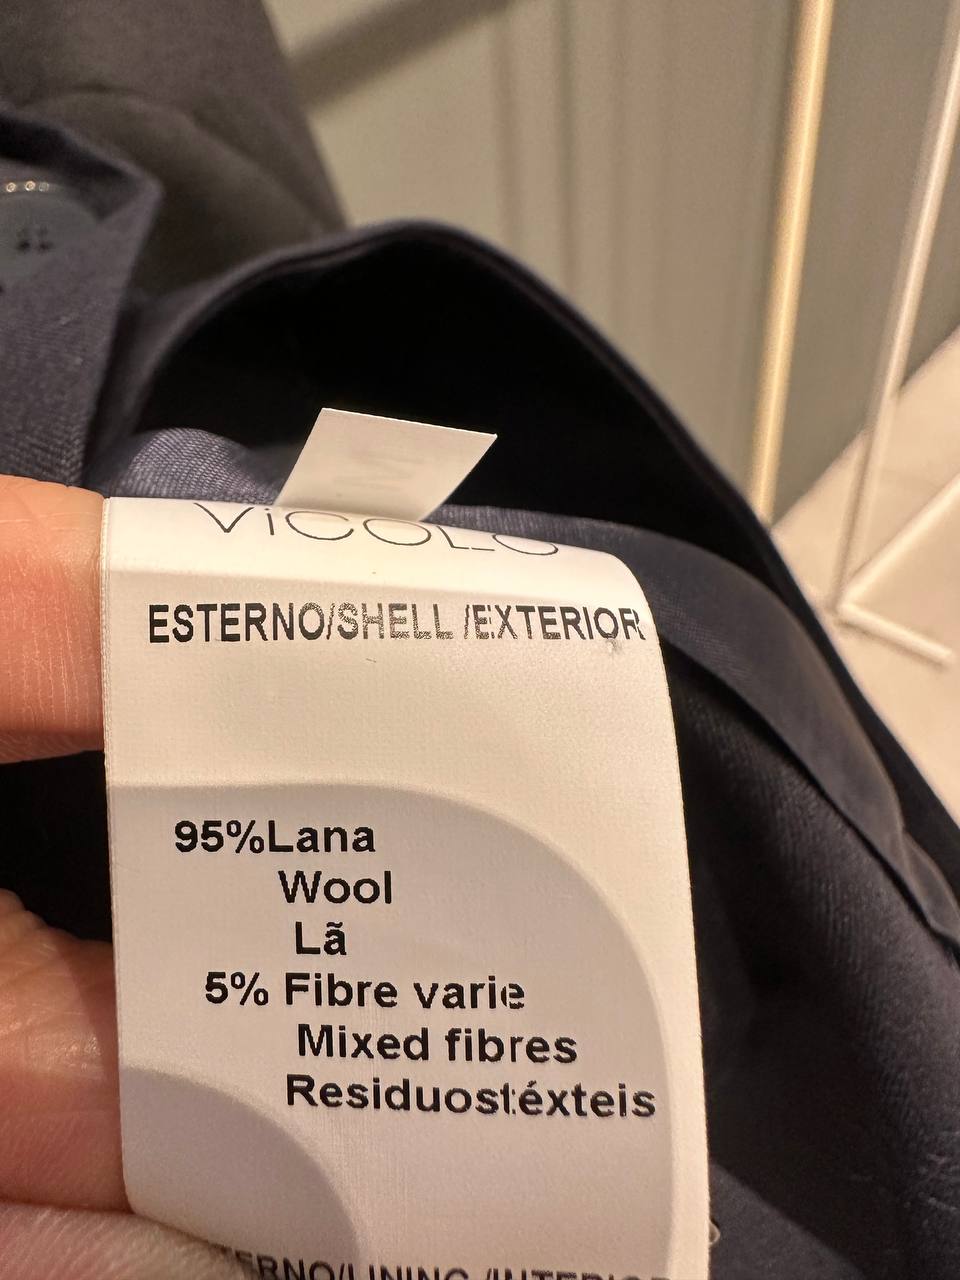 ViCOLO
ESTERNO/SHELL /EXTERIOR
95%Lana
Wool
Lã
5% Fibre varie
Mixed fibres
Residuostéxteis